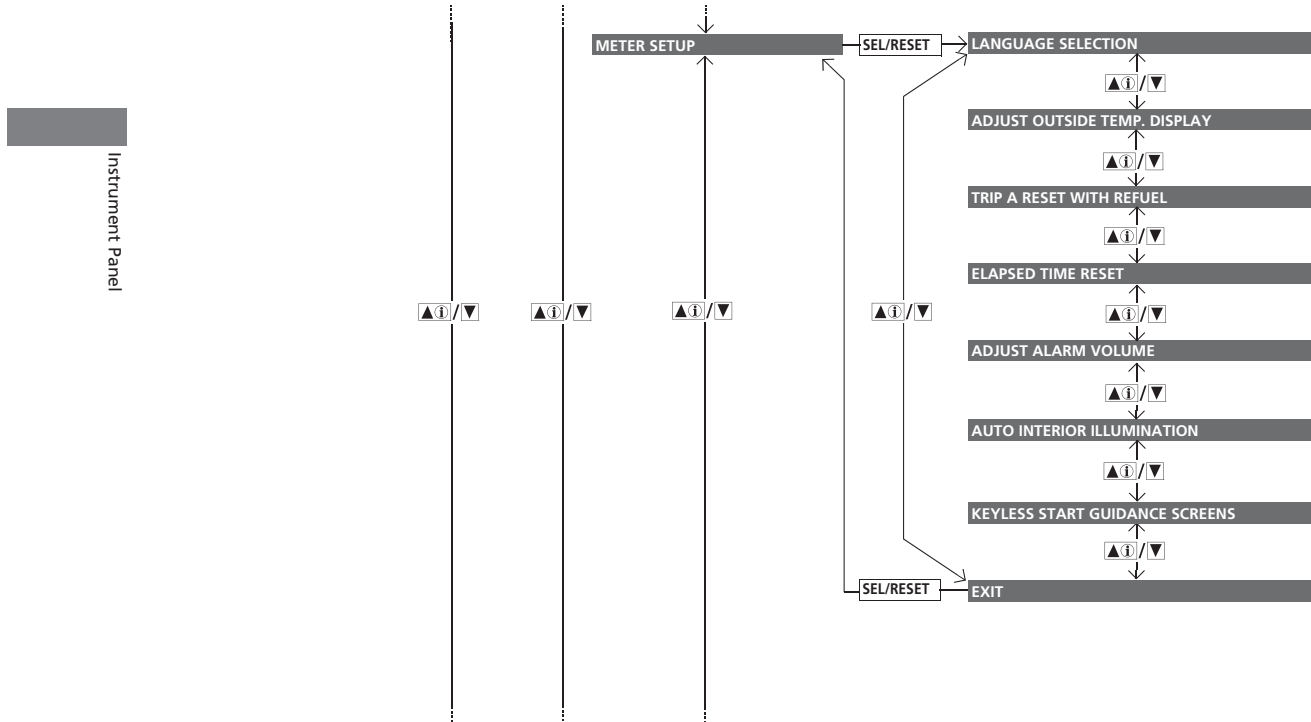 METER SETUP
SEL/RESET
LANGUAGE SELECTION
▲ⓘ/▼
ADJUST OUTSIDE TEMP. DISPLAY
▲ⓘ/▼
TRIP A RESET WITH REFUEL
▲ⓘ/▼
ELAPSED TIME RESET
▲ⓘ/▼
▲ⓘ/▼
▲ⓘ/▼
▲ⓘ/▼
▲ⓘ/▼
ADJUST ALARM VOLUME
▲ⓘ/▼
AUTO INTERIOR ILLUMINATION
▲ⓘ/▼
KEYLESS START GUIDANCE SCREENS
▲ⓘ/▼
SEL/RESET
EXIT
Instrument Panel